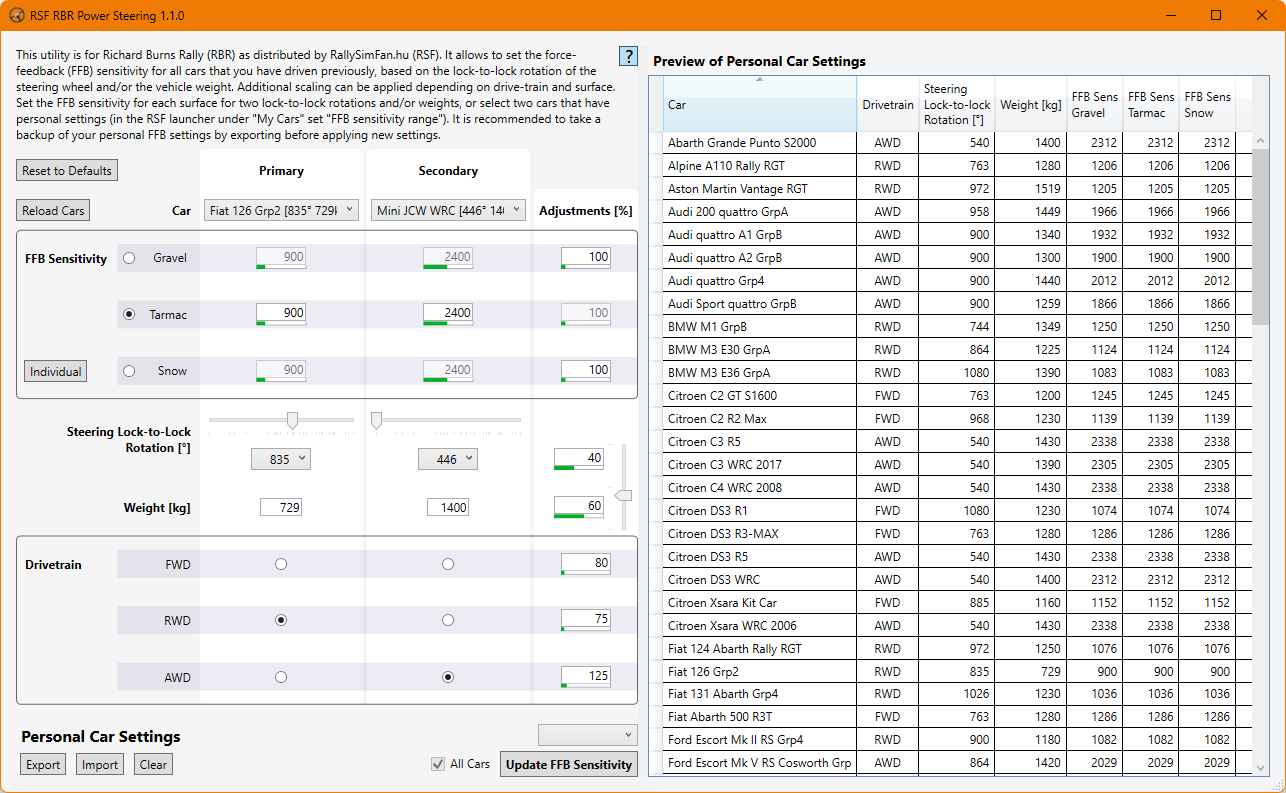 RSF RBR Power Steering 1.1.0
This utility is for Richard Burns Rally (RBR) as distributed by RallySimFan.hu (RSF). It allows to set the force-
feedback (FFB) sensitivity for all cars that you have driven previously, based on the lock-to-lock rotation of the
steering wheel and/or the vehicle weight. Additional scaling can be applied depending on drive-train and surface.
Set the FFB sensitivity for each surface for two lock-to-lock rotations and/or weights, or select two cars that have
personal settings (in the RSF launcher under "My Cars" set "FFB sensitivity range"). It is recommended to take a
backup of your personal FFB settings by exporting before applying new settings.
?
Reset to Defaults
Primary
Secondary
Reload Cars
Car
Fiat 126 Grp2 [835° 729
Mini JCW WRC [446° 14
Adjustments [%]
FFB Sensitivity
Gravel 900 2400 100
Tarmac 900 2400 100
Individual
Snow 900 2400 100
Steering Lock-to-Lock
Rotation [°]
835 446 40
Weight [kg] 729 1400 60
Drivetrain
FWD 80
RWD 75
AWD 125
Personal Car Settings
Export Import Clear
All Cars
Update FFB Sensitivity
Preview of Personal Car Settings
Car
Drivetrain
Steering
Lock-to-lock
Rotation [°]
Weight [kg]
FFB Sens
Gravel
FFB Sens
Tarmac
FFB Sens
Snow
Abarth Grande Punto S2000 AWD 540 1400 2312 2312 2312
Alpine A110 Rally RGT RWD 763 1280 1206 1206 1206
Aston Martin Vantage RGT RWD 972 1519 1205 1205 1205
Audi 200 quattro GrpA AWD 958 1449 1966 1966 1966
Audi quattro A1 GrpB AWD 900 1340 1932 1932 1932
Audi quattro A2 GrpB AWD 900 1300 1900 1900 1900
Audi quattro Grp4 AWD 900 1440 2012 2012 2012
Audi Sport quattro GrpB AWD 900 1259 1866 1866 1866
BMW M1 GrpB RWD 744 1349 1250 1250 1250
BMW M3 E30 GrpA RWD 864 1225 1124 1124 1124
BMW M3 E36 GrpA RWD 1080 1390 1083 1083 1083
Citroen C2 GT S1600 FWD 763 1200 1245 1245 1245
Citroen C2 R2 Max FWD 968 1230 1139 1139 1139
Citroen C3 R5 AWD 540 1430 2338 2338 2338
Citroen C3 WRC 2017 AWD 540 1390 2305 2305 2305
Citroen C4 WRC 2008 AWD 540 1430 2338 2338 2338
Citroen DS3 R1 FWD 1080 1230 1074 1074 1074
Citroen DS3 R3-MAX FWD 763 1280 1286 1286 1286
Citroen DS3 R5 AWD 540 1430 2338 2338 2338
Citroen DS3 WRC AWD 540 1400 2312 2312 2312
Citroen Xsara Kit Car FWD 885 1160 1152 1152 1152
Citroen Xsara WRC 2006 AWD 540 1430 2338 2338 2338
Fiat 124 Abarth Rally RGT RWD 972 1250 1076 1076 1076
Fiat 126 Grp2 RWD 835 729 900 900 900
Fiat 131 Abarth Grp4 RWD 1026 1230 1036 1036 1036
Fiat Abarth 500 R3T FWD 763 1280 1286 1286 1286
Ford Escort Mk II RS Grp4 RWD 900 1180 1082 1082 1082
Ford Escort Mk V RS Cosworth Grp AWD 864 1420 2029 2029 2029